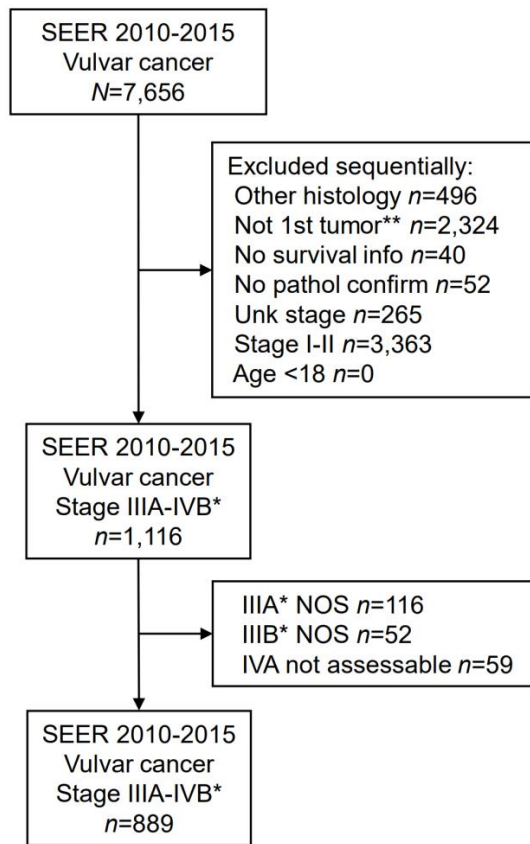 SEER 2010-2015
Vulvar cancer
N=7,656
Excluded sequentially:
Other histology n=496
Not 1st tumor** n=2,324
No survival info n=40
No pathol confirm n=52
Unk stage n=265
Stage I-II n=3,363
Age <18 n=0
SEER 2010-2015
Vulvar cancer
Stage IIIA-IVB*
n=1,116
IIIA* NOS n=116
IIIB* NOS n=52
IVA not assessable n=59
SEER 2010-2015
Vulvar cancer
Stage IIIA-IVB*
n=889